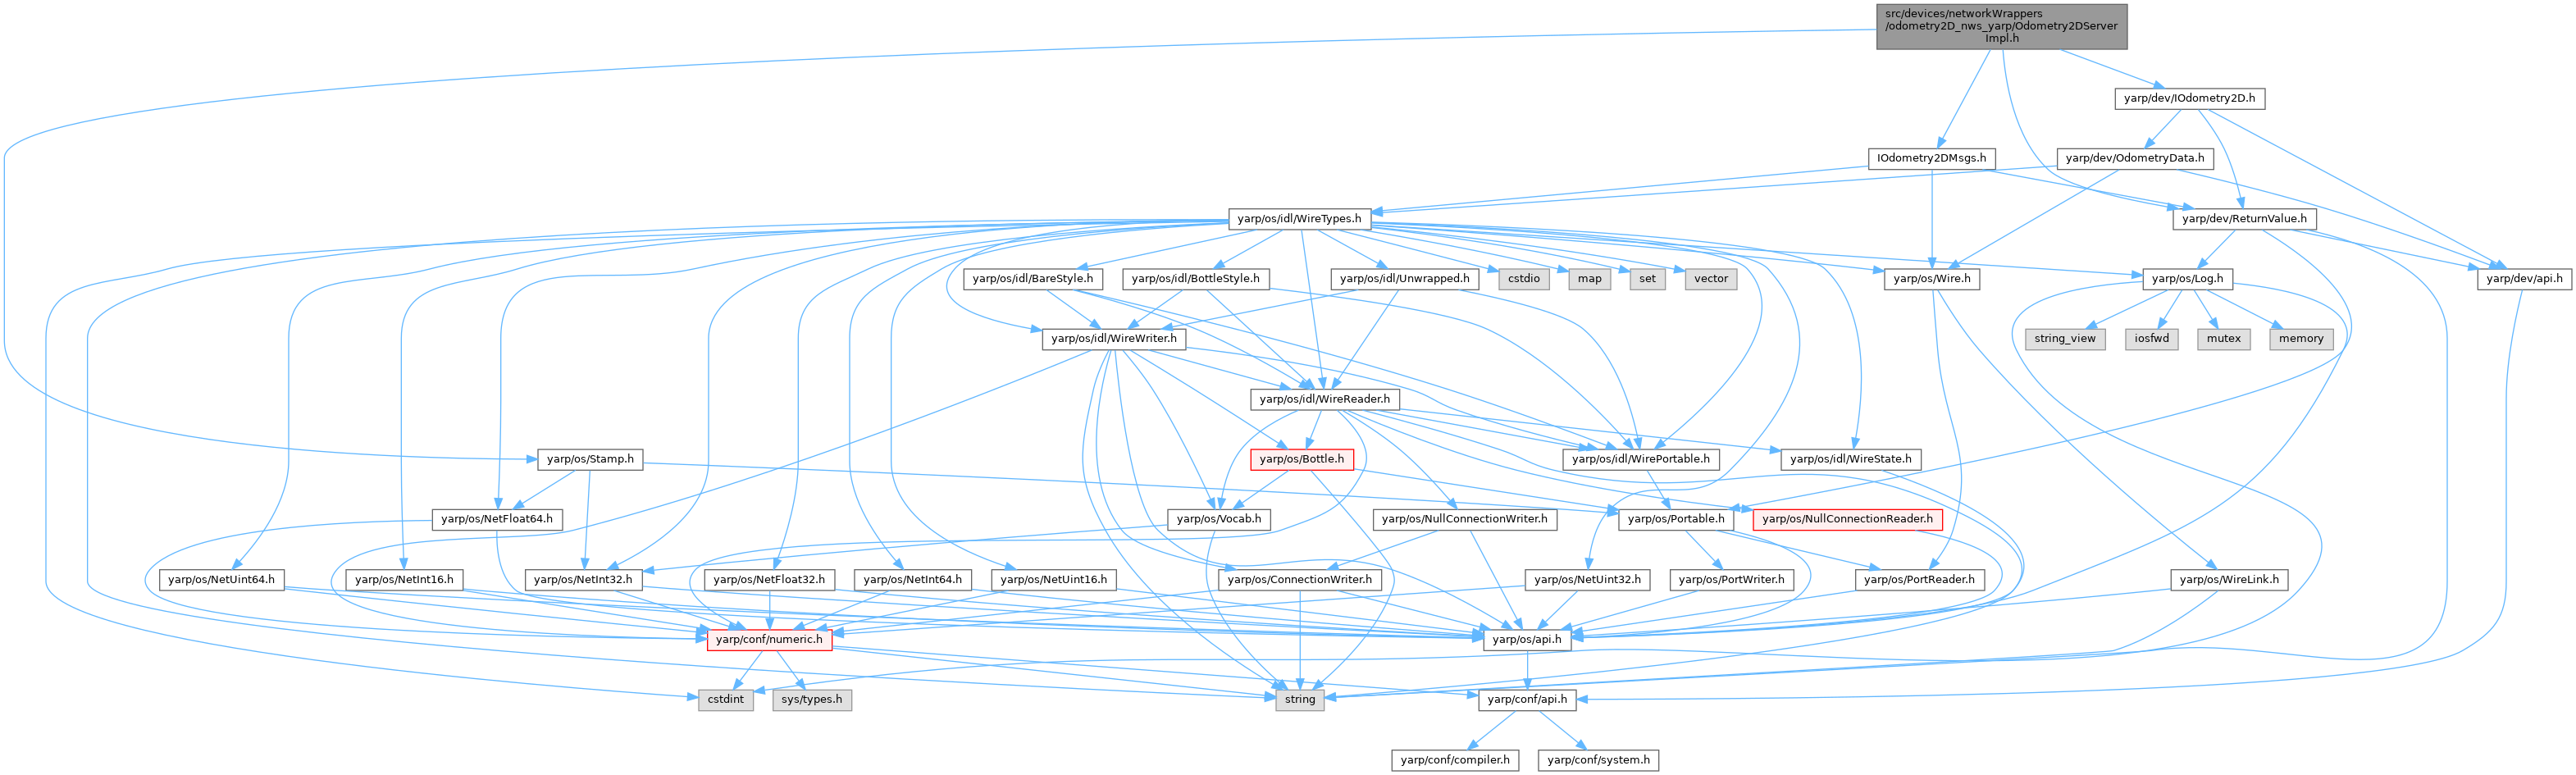 src/devices/networkWrappers
/odometry2D_nws_yarp/Odometry2DServer
Impl.h
yarp/dev/IOdometry2D.h
IOdometry2DMsgs.h
yarp/dev/OdometryData.h
yarp/os/idl/WireTypes.h
yarp/dev/ReturnValue.h
yarp/os/idl/BareStyle.h
yarp/os/idl/BottleStyle.h
yarp/os/idl/Unwrapped.h
cstdio
map
set
vector
yarp/os/Wire.h
yarp/os/Log.h
yarp/dev/api.h
yarp/os/idl/WireWriter.h
string_view
iosfwd
mutex
memory
yarp/os/idl/WireReader.h
yarp/os/Stamp.h
yarp/os/Bottle.h
yarp/os/idl/WirePortable.h
yarp/os/idl/WireState.h
yarp/os/NetFloat64.h
yarp/os/Vocab.h
yarp/os/NullConnectionWriter.h
yarp/os/Portable.h
yarp/os/NullConnectionReader.h
yarp/os/NetUint64.h
yarp/os/NetInt16.h
yarp/os/NetInt32.h
yarp/os/NetFloat32.h
yarp/os/NetInt64.h
yarp/os/NetUint16.h
yarp/os/ConnectionWriter.h
yarp/os/NetUint32.h
yarp/os/PortWriter.h
yarp/os/PortReader.h
yarp/os/WireLink.h
yarp/conf/numeric.h
yarp/os/api.h
cstdint
sys/types.h
string
yarp/conf/api.h
yarp/conf/compiler.h
yarp/conf/system.h